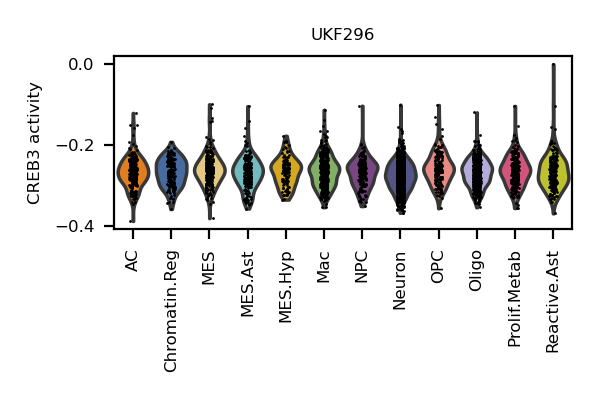 UKF296
CREB3 activity
0.0
−0.2
−0.4
AC
Chromatin.Reg
MES
MES.Ast
MES.Hyp
Mac
NPC
Neuron
OPC
Oligo
Prolif.Metab
Reactive.Ast